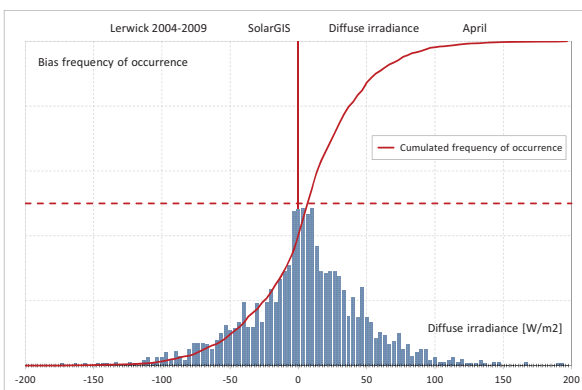 Lerwick 2004-2009 SolarGIS Diffuse irradiance April
Bias frequency of occurrence
Cumulated frequency of occurrence
Diffuse irradiance [W/m2]
-200 -150 -100 -50 0 50 100 150 200